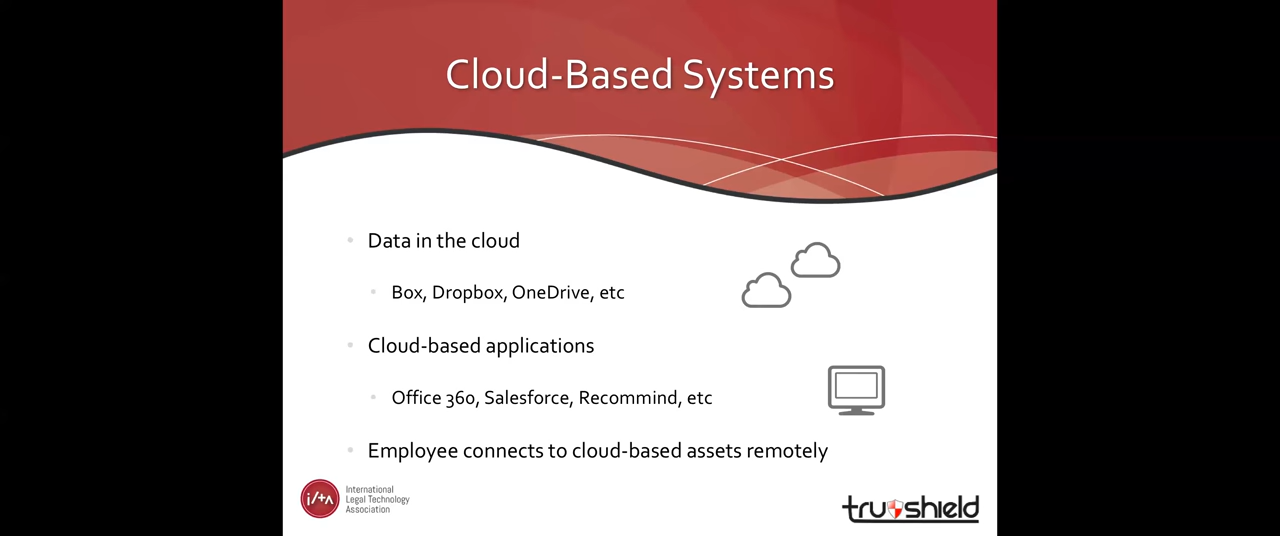 Cloud-Based Systems
Data in the cloud
Box, Dropbox, OneDrive, etc
Cloud-based applications
Office 360, Salesforce, Recommind, etc
Employee connects to cloud-based assets remotely
i/t∧
International
Legal Technology
Association
trushield